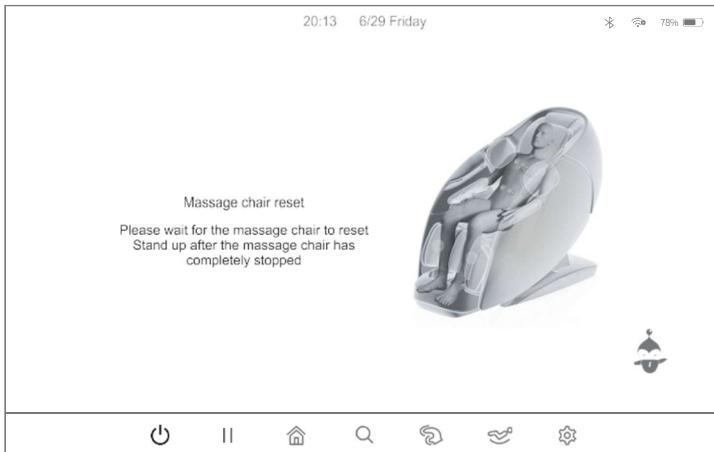 20:13 6/29 Friday
78%
Massage chair reset
Please wait for the massage chair to reset
Stand up after the massage chair has
completely stopped